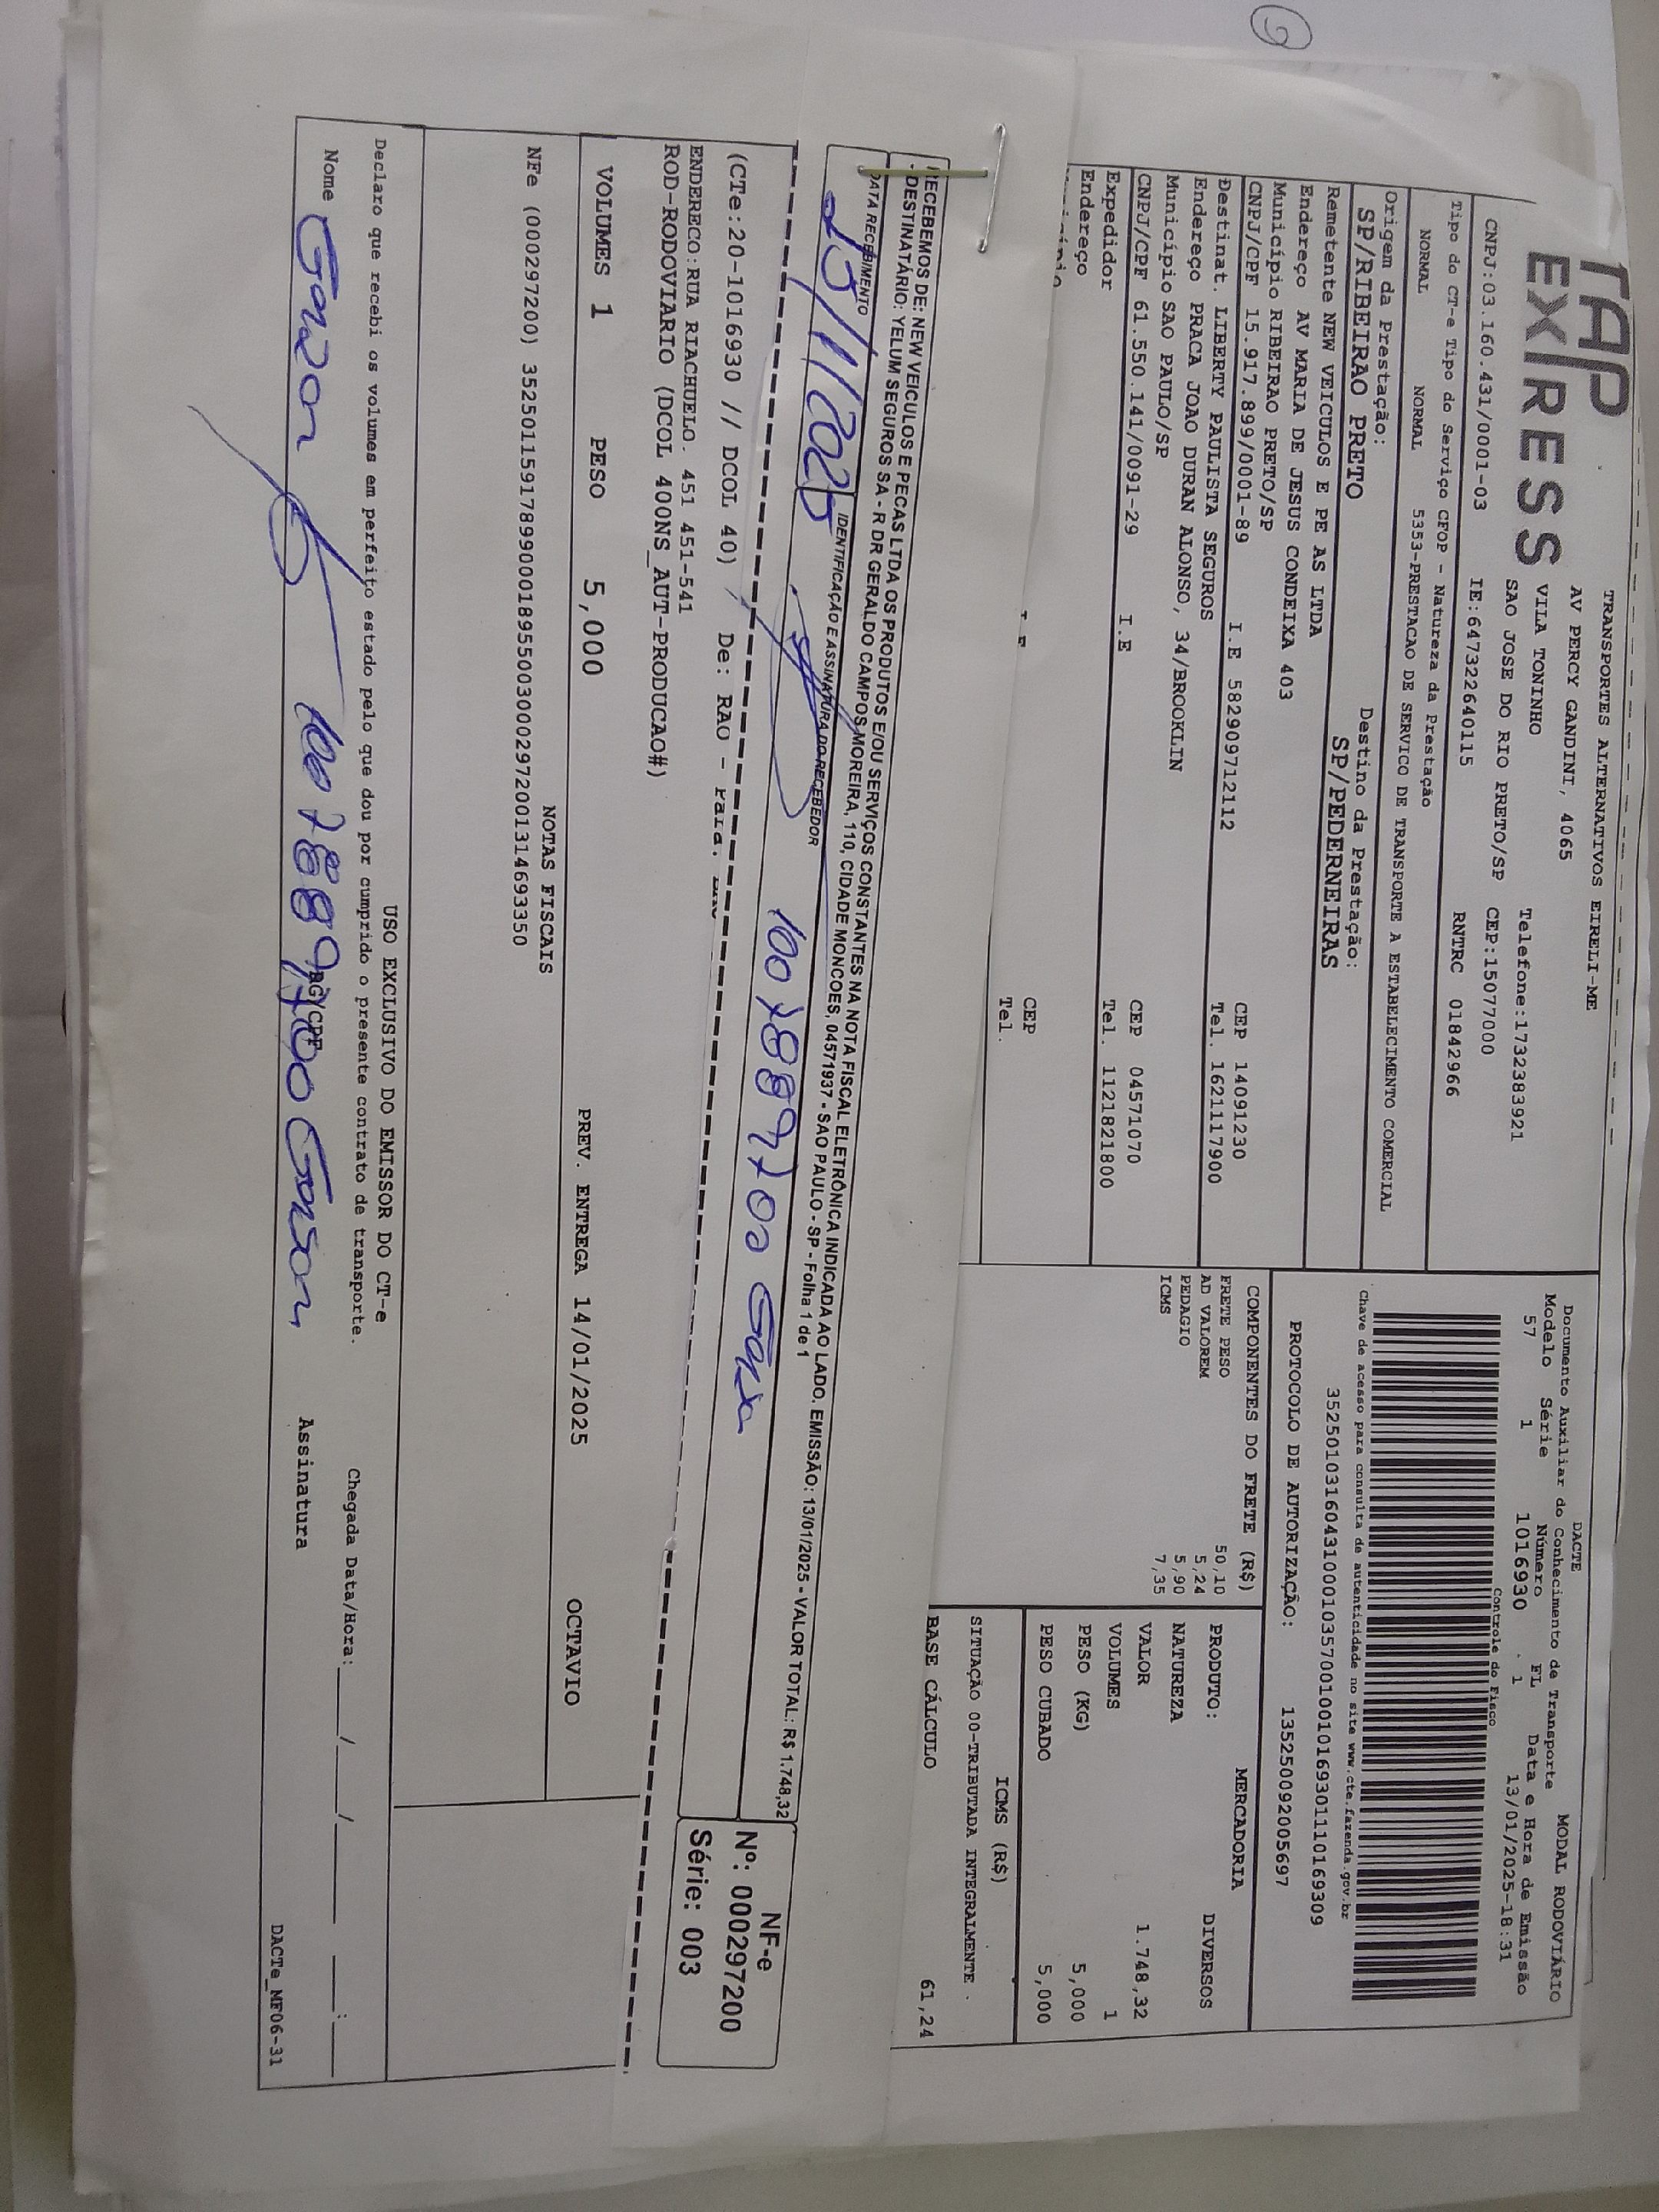 TAP
EXPRESS
TRANSPORTES ALTERNATIVOS EIRELI-ME
AV PERCY GANDINI, 4065
VILA TONINHO
SAO JOSE DO RIO PRETO/SP
Telefone:1732383921
CEP:15077000
CNPJ:03.160.431/0001-03 IE:647322640115 RNTRC 01842966
Tipo do CT-e Tipo do Serviço CFOP - Natureza da Prestação
NORMAL NORMAL 5353-PRESTACAO DE SERVICO DE TRANSPORTE A ESTABELECIMENTO COMERCIAL
Origem da Prestação: Destino da Prestação:
SP/RIBEIRAO PRETO SP/PEDERNEIRAS
Remetente NEW VEICULOS E PE AS LTDA
Endereço AV MARIA DE JESUS CONDEIXA 403
Município RIBEIRAO PRETO/SP CEP 14091230
CNPJ/CPF 15.917.899/0001-89 I.E 582909712112 Tel. 1621117900
Destinat. LIBERTY PAULISTA SEGUROS
Endereço PRACA JOAO DURAN ALONSO, 34/BROOKLIN
Município SAO PAULO/SP CEP 04571070
CNPJ/CPF 61.550.141/0091-29 I.E Tel. 1121821800
Expedidor
Endereço
CEP
Tel.
DACTE MODAL RODOVIÁRIO
Documento Auxiliar do Conhecimento de Transporte
Modelo Série Número FL Data e Hora de Emissão
57 1 1016930 1 13/01/2025-18:31
Controle do Fisco
Chave de acesso para consulta de autenticidade no site www.cte.fazenda.gov.br
35250103160431000103570010010169301110169309
PROTOCOLO DE AUTORIZAÇÃO: 135250092005697
COMPONENTES DO FRETE (R$)
FRETE PESO 50,10
AD VALOREM 5,24
PEDAGIO 5,90
ICMS 7,35
MERCADORIA
PRODUTO: DIVERSOS
NATUREZA
VALOR 1.748,32
VOLUMES 1
PESO (KG) 5,000
PESO CUBADO 5,000
ICMS (R$)
SITUAÇÃO 00-TRIBUTADA INTEGRALMENTE
BASE CÁLCULO 61,24
RECEBEMOS DE: NEW VEICULOS E PECAS LTDA OS PRODUTOS E/OU SERVIÇOS CONSTANTES NA NOTA FISCAL ELETRÔNICA INDICADA AO LADO. EMISSÃO: 13/01/2025 - VALOR TOTAL: R$ 1.748,32
DESTINATÁRIO: YELUM SEGUROS SA - R DR GERALDO CAMPOS MOREIRA, 110, CIDADE MONCOES, 04571937 - SAO PAULO - SP - Folha 1 de 1
DATA RECEBIMENTO IDENTIFICAÇÃO E ASSINATURA DO RECEBEDOR
1007889700
NF-e
Nº: 000297200
Série: 003
(CTe:20-1016930 // DCOL 40) De: RAO - Para:
ENDERECO:RUA RIACHUELO. 451 451-541
ROD-RODOVIARIO (DCOL 400NS_AUT-PRODUCAO#)
VOLUMES 1 PESO 5,000 PREV. ENTREGA 14/01/2025 OCTAVIO
NOTAS FISCAIS
NFe (000297200) 35250115917899000189550030002972001314693350
USO EXCLUSIVO DO EMISSOR DO CT-e
Declaro que recebi os volumes em perfeito estado pelo que dou por cumprido o presente contrato de transporte. Chegada Data/Hora: ___/___/____ __:__
Nome 1007889700 RG/CPF Assinatura
DACTe_MF06-31